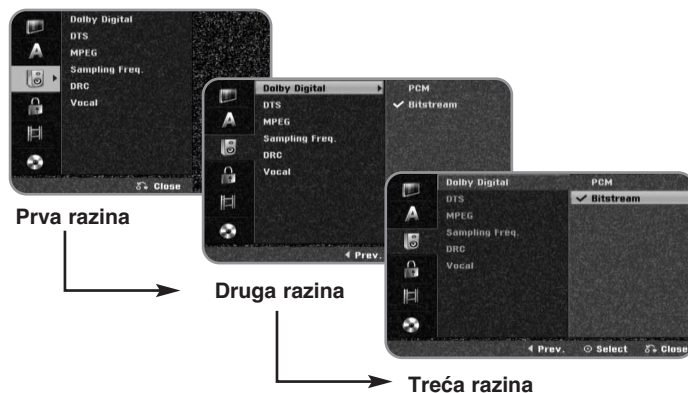 Dolby Digital
DTS
MPEG
Sampling Freq.
DRC
Vocal
Close
Prva razina
Dolby Digital
DTS
MPEG
Sampling Freq.
DRC
Vocal
PCM
Bitstream
Prev.
Druga razina
Dolby Digital
DTS
MPEG
Sampling Freq.
DRC
Vocal
PCM
Bitstream
Prev. Select Close
Treća razina